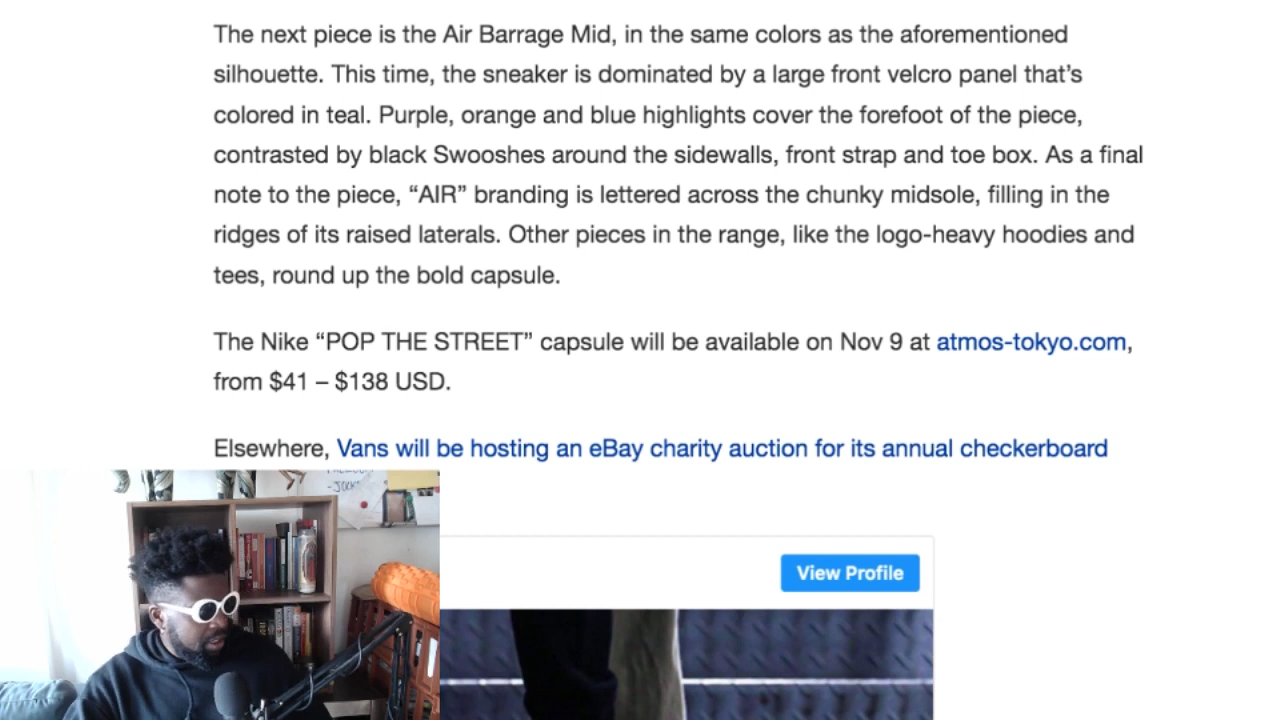 The next piece is the Air Barrage Mid, in the same colors as the aforementioned
silhouette. This time, the sneaker is dominated by a large front velcro panel that’s
colored in teal. Purple, orange and blue highlights cover the forefoot of the piece,
contrasted by black Swooshes around the sidewalls, front strap and toe box. As a final
note to the piece, “AIR” branding is lettered across the chunky midsole, filling in the
ridges of its raised laterals. Other pieces in the range, like the logo-heavy hoodies and
tees, round up the bold capsule.
The Nike “POP THE STREET” capsule will be available on Nov 9 at atmos-tokyo.com,
from $41 – $138 USD.
Elsewhere, Vans will be hosting an eBay charity auction for its annual checkerboard
View Profile